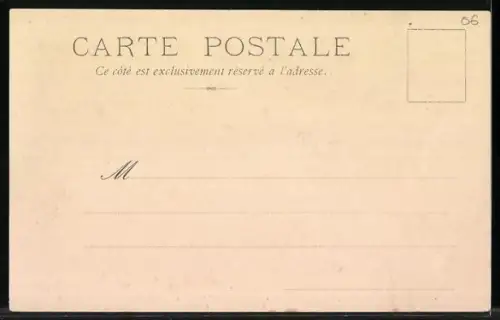 06
CARTE POSTALE
Ce côté est exclusivement réservé a l'adresse.
M